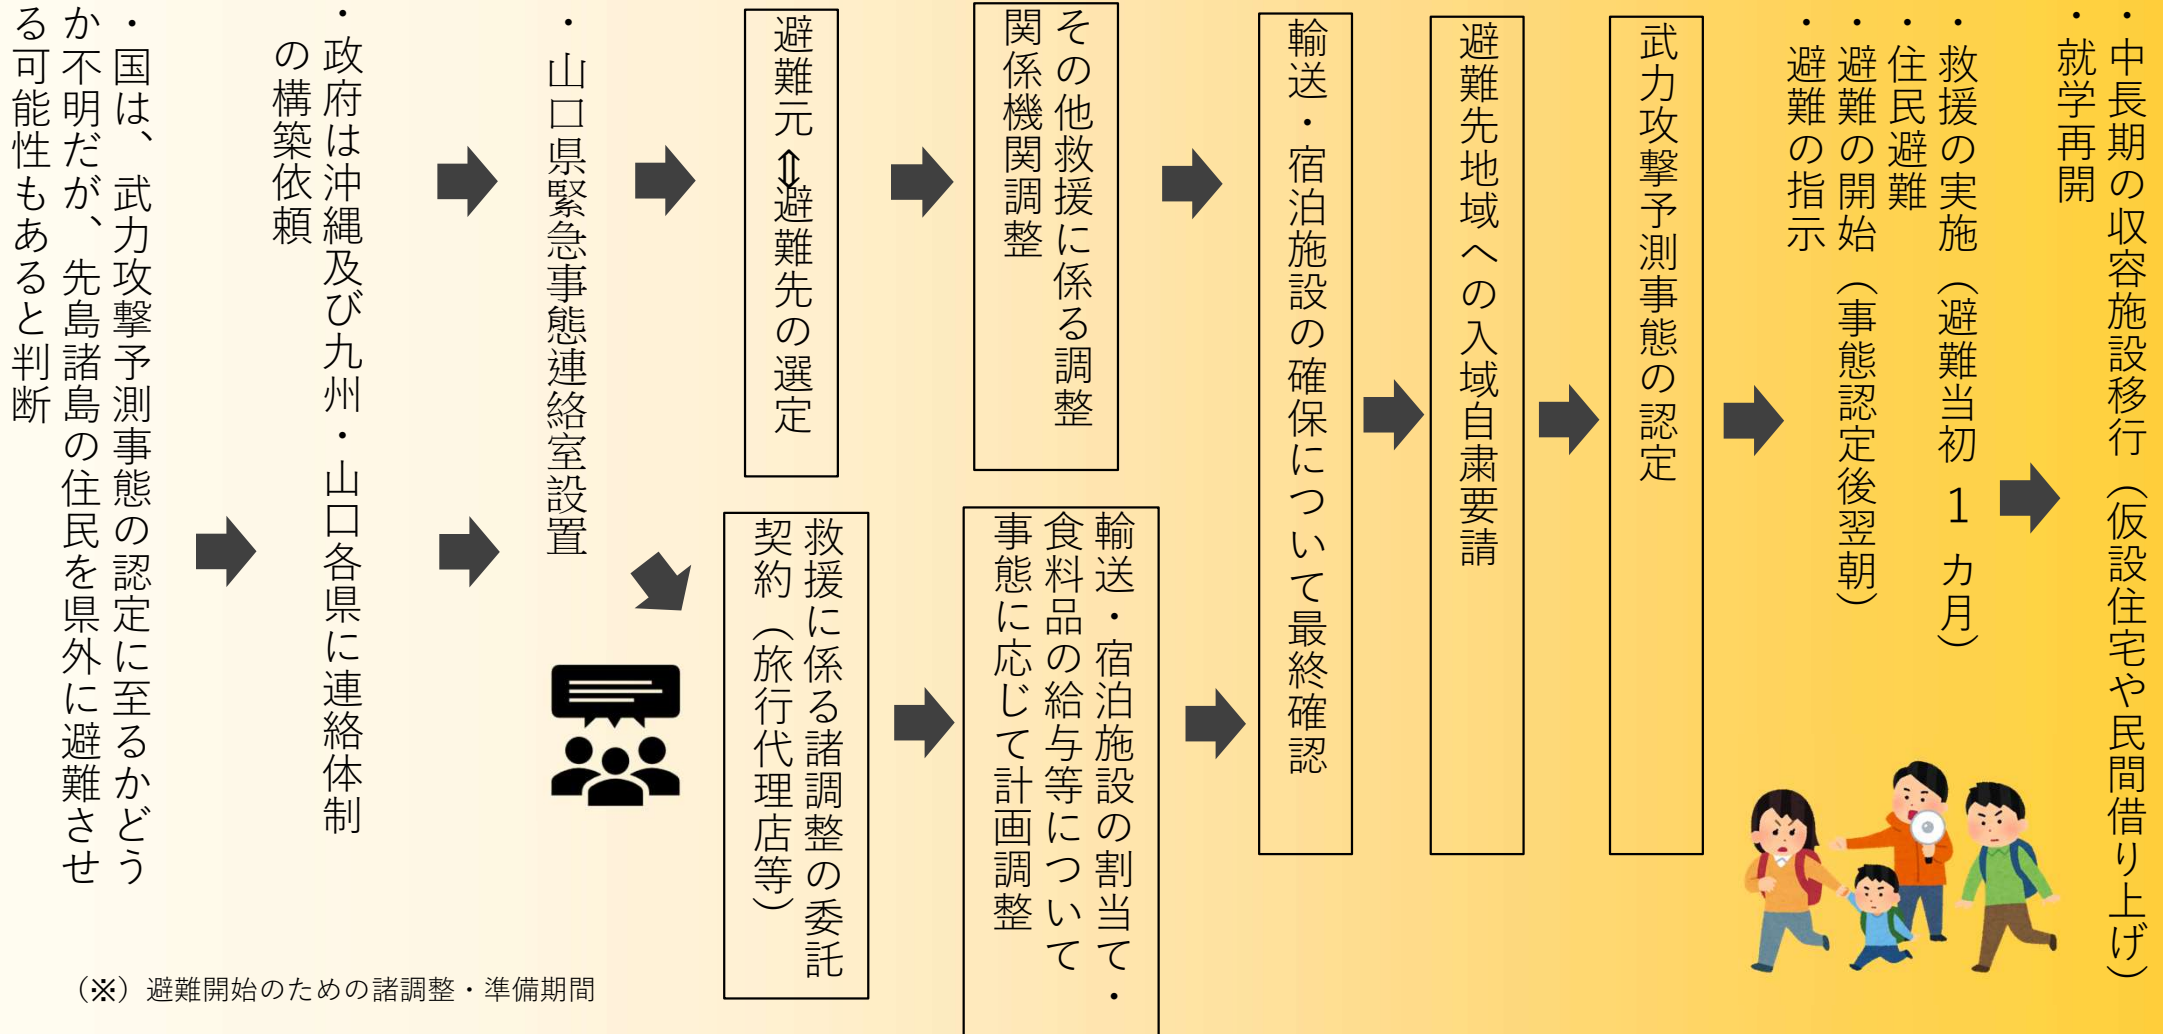 ・国は、武力攻撃予測事態の認定に至るかどう
か不明だが、先島諸島の住民を県外に避難させ
る可能性もあると判断
・政府は沖縄及び九州・山口各県に連絡体制
の構築依頼
・山口県緊急事態連絡室設置
避難元⇔避難先の選定
救援に係る諸調整の委託
契約（旅行代理店等）
その他救援に係る調整
関係機関調整
輸送・宿泊施設の割当て・
食料品の給与等について
事態に応じて計画調整
輸送・宿泊施設の確保について最終確認
避難先地域への入域自粛要請
武力攻撃予測事態の認定
・避難の指示
・避難の開始（事態認定後翌朝）
・住民避難
・救援の実施（避難当初１カ月）
・中長期の収容施設移行（仮設住宅や民間借り上げ）
・就学再開
（※）避難開始のための諸調整・準備期間